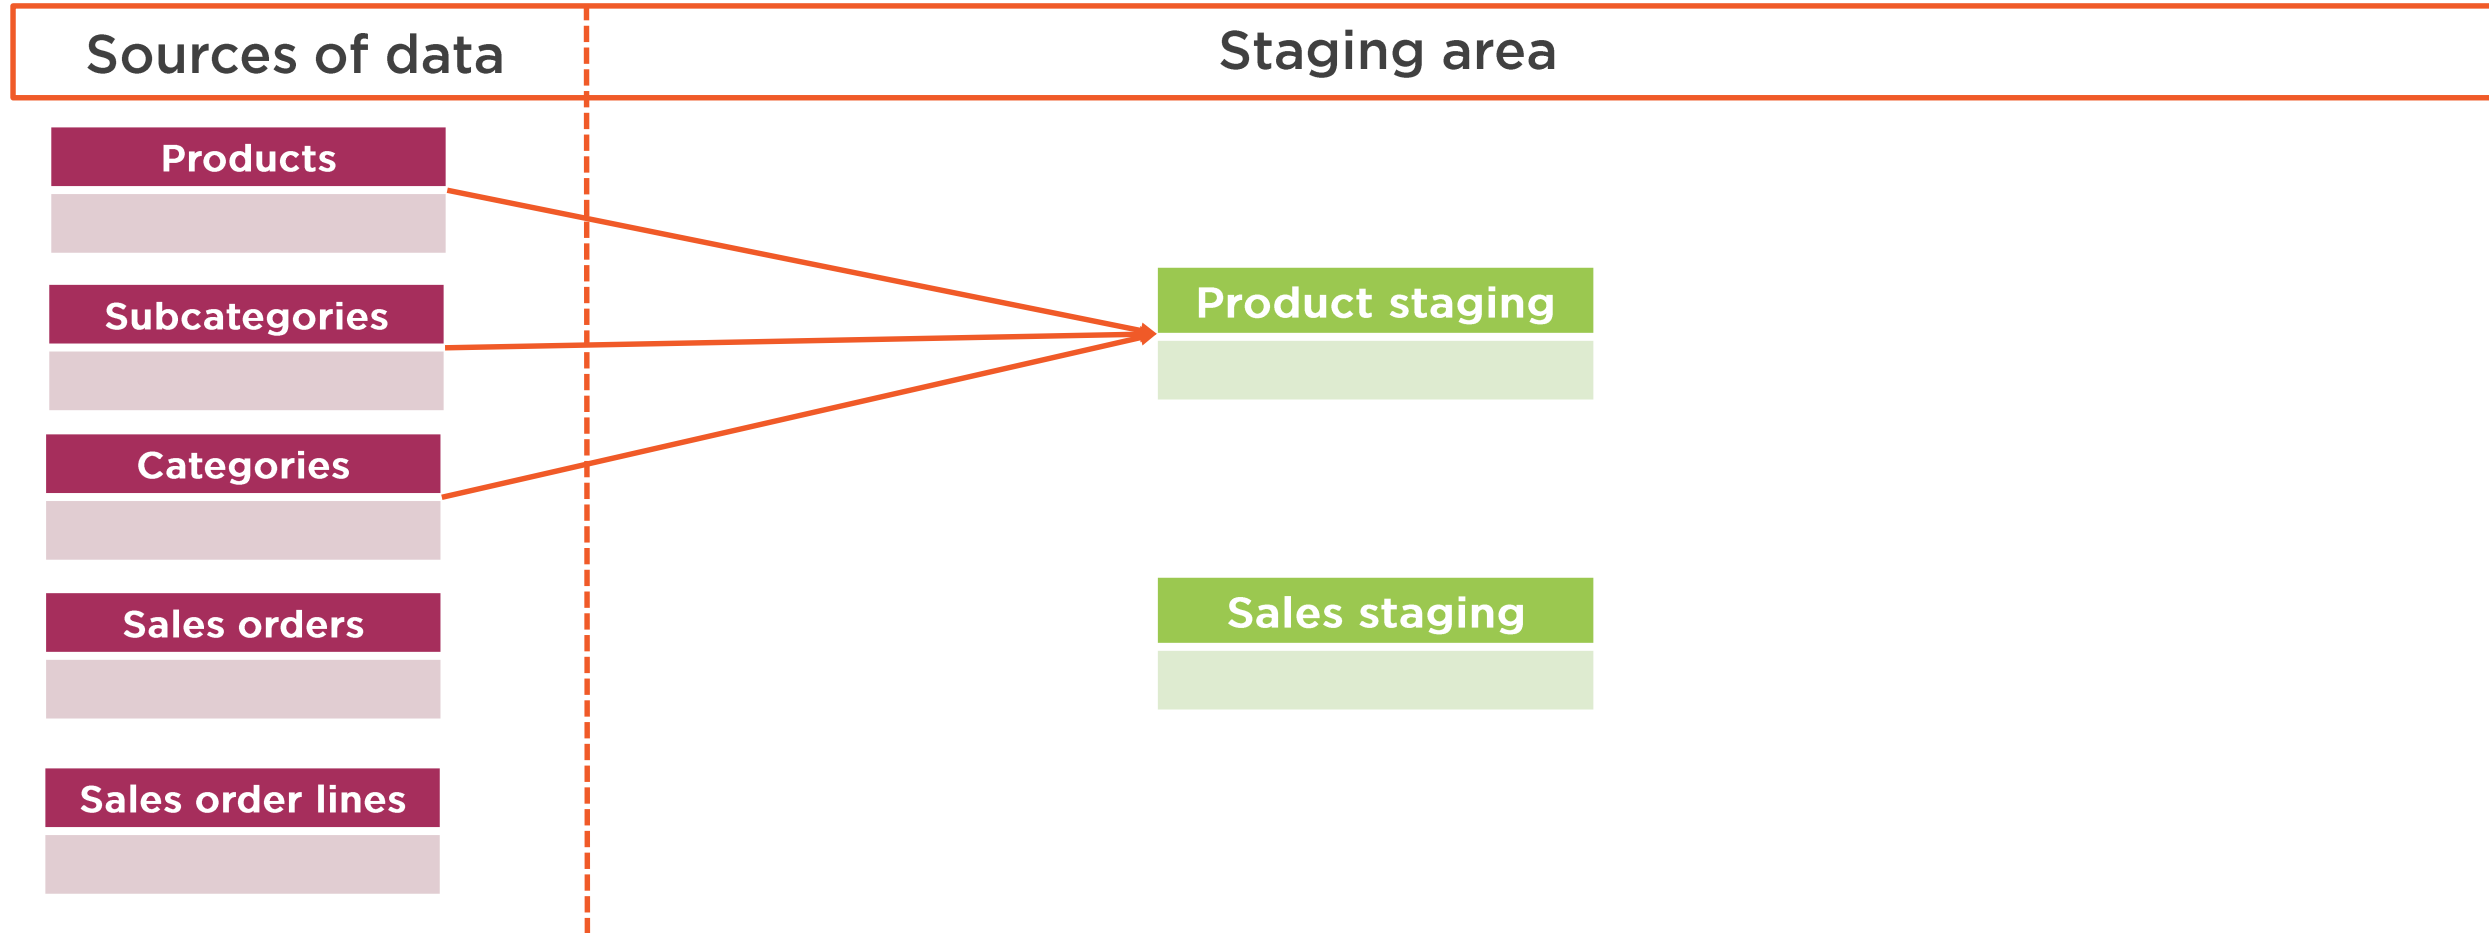 Sources of data
Staging area
Products
Subcategories
Categories
Sales orders
Sales order lines
Product staging
Sales staging